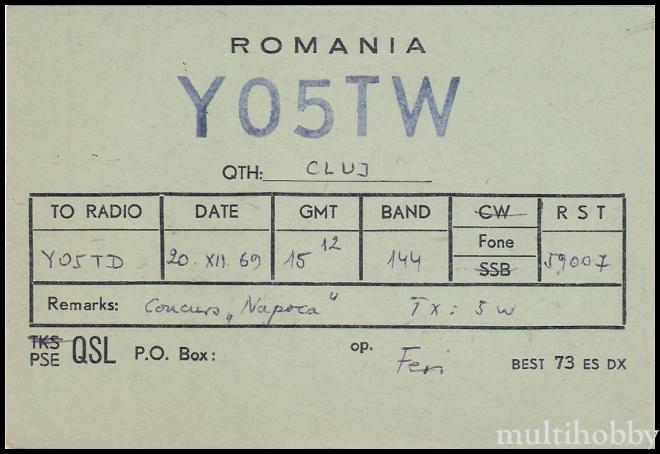 ROMANIA
YO5TW
QTH: CLUJ
TO RADIO DATE GMT BAND CW R S T
Fone
SSB
YO5TD 20. XII. 69 15 12 144 59007
Remarks: Concurs „Napoca" Tx: 5 w
TKS
PSE QSL P.O. Box: op. Feri BEST 73 ES DX
multihobby